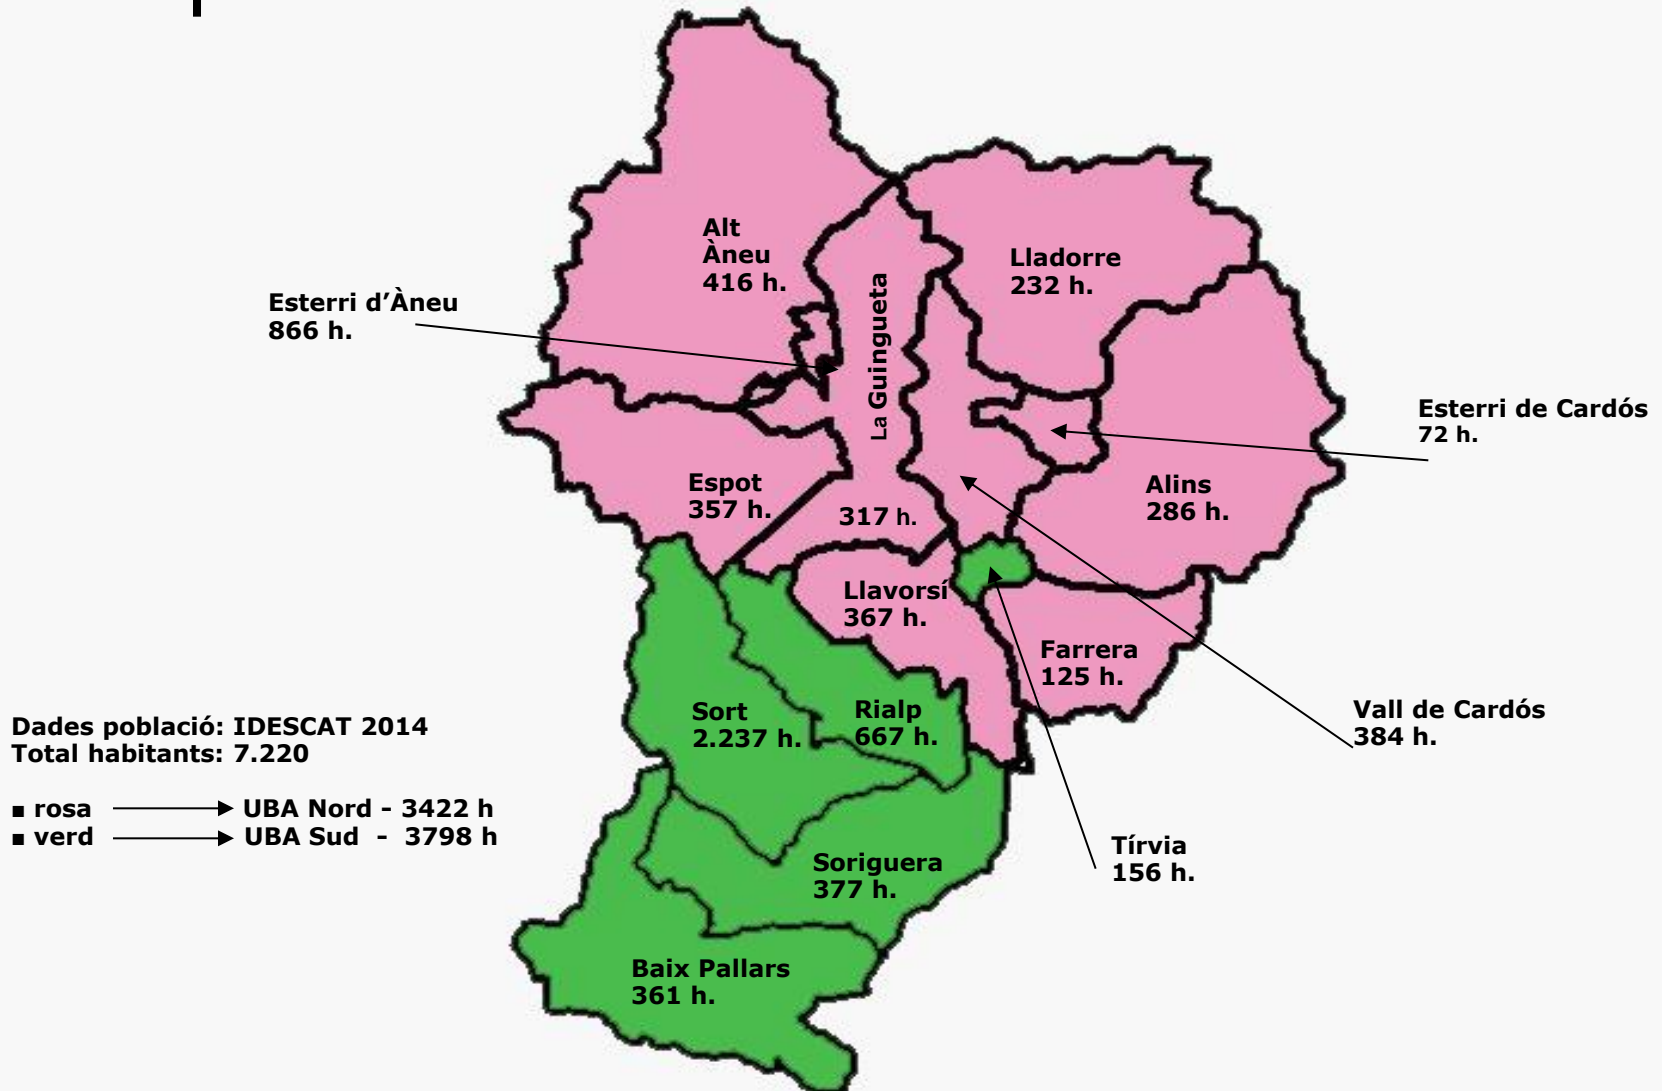 Alt
Àneu
416 h.
Lladorre
232 h.
Esterri d’Àneu
866 h.
La Guingueta
317 h.
Esterri de Cardós
72 h.
Espot
357 h.
Alins
286 h.
Llavorsí
367 h.
Farrera
125 h.
Vall de Cardós
384 h.
Sort
2.237 h.
Rialp
667 h.
Dades població: IDESCAT 2014
Total habitants: 7.220
■ rosa UBA Nord - 3422 h
■ verd UBA Sud - 3798 h
Tírvia
156 h.
Soriguera
377 h.
Baix Pallars
361 h.